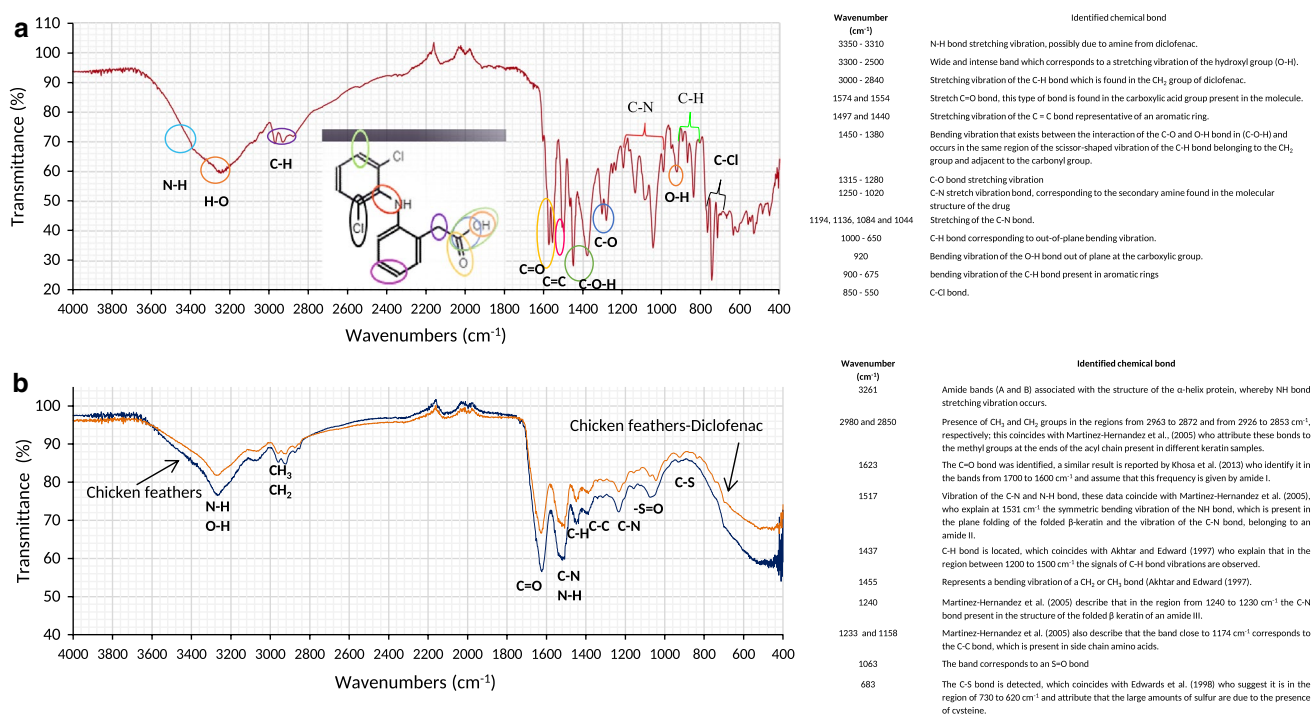 a
Transmittance (%)
110
100
90
80
70
60
50
40
30
20
4000 3800 3600 3400 3200 3000 2800 2600 2400 2200 2000 1800 1600 1400 1200 1000 800 600 400
Wavenumbers (cm-1)
N-H
H-O
C-H
Cl
NH
Cl
OH
O
C=O
C=C
C-O-H
C-O
C-N
C-H
O-H
C-Cl
Wavenumber Identified chemical bond
(cm-1)
3350 - 3310 N-H bond stretching vibration, possibly due to amine from diclofenac.
3300 - 2500 Wide and intense band which corresponds to a stretching vibration of the hydroxyl group (O-H).
3000 - 2840 Stretching vibration of the C-H bond which is found in the CH2 group of diclofenac.
1574 and 1554 Stretch C=O bond, this type of bond is found in the carboxylic acid group present in the molecule.
1497 and 1440 Stretching vibration of the C = C bond representative of an aromatic ring.
1450 - 1380 Bending vibration that exists between the interaction of the C-O and O-H bond in (C-O-H) and
occurs in the same region of the scissor-shaped vibration of the C-H bond belonging to the CH2
group and adjacent to the carbonyl group.
1315 - 1280 C-O bond stretching vibration
1250 - 1020 C-N stretch vibration bond, corresponding to the secondary amine found in the molecular
structure of the drug
1194, 1136, 1084 and 1044 Stretching of the C-N bond.
1000 - 650 C-H bond corresponding to out-of-plane bending vibration.
920 Bending vibration of the O-H bond out of plane at the carboxylic group.
900 - 675 bending vibration of the C-H bond present in aromatic rings
850 - 550 C-Cl bond.
b
Transmittance (%)
100
90
80
70
60
50
40
4000 3800 3600 3400 3200 3000 2800 2600 2400 2200 2000 1800 1600 1400 1200 1000 800 600 400
Wavenumbers (cm-1)
Chicken feathers
Chicken feathers-Diclofenac
N-H
O-H
CH3
CH2
C=O
C-N
N-H
C-H
C-C
C-N
-S=O
C-S
Wavenumber Identified chemical bond
(cm-1)
3261 Amide bands (A and B) associated with the structure of the α-helix protein, whereby NH bond
stretching vibration occurs.
2980 and 2850 Presence of CH3 and CH2 groups in the regions from 2963 to 2872 and from 2926 to 2853 cm-1,
respectively; this coincides with Martinez-Hernandez et al., (2005) who attribute these bonds to
the methyl groups at the ends of the acyl chain present in different keratin samples.
1623 The C=O bond was identified, a similar result is reported by Khosa et al. (2013) who identify it in
the bands from 1700 to 1600 cm-1 and assume that this frequency is given by amide I.
1517 Vibration of the C-N and N-H bond, these data coincide with Martinez-Hernandez et al. (2005),
who explain at 1531 cm-1 the symmetric bending vibration of the NH bond, which is present in
the plane folding of the folded β-keratin and the vibration of the C-N bond, belonging to an
amide II.
1437 C-H bond is located, which coincides with Akhtar and Edward (1997) who explain that in the
region between 1200 to 1500 cm-1 the signals of C-H bond vibrations are observed.
1455 Represents a bending vibration of a CH2 or CH3 bond (Akhtar and Edward (1997).
1240 Martinez-Hernandez et al. (2005) describe that in the region from 1240 to 1230 cm-1 the C-N
bond present in the structure of the folded β keratin of an amide III.
1233 and 1158 Martinez-Hernandez et al. (2005) also describe that the band close to 1174 cm-1 corresponds to
the C-C bond, which is present in side chain amino acids.
1063 The band corresponds to an S=O bond
683 The C-S bond is detected, which coincides with Edwards et al. (1998) who suggest it is in the
region of 730 to 620 cm-1 and attribute that the large amounts of sulfur are due to the presence
of cysteine.